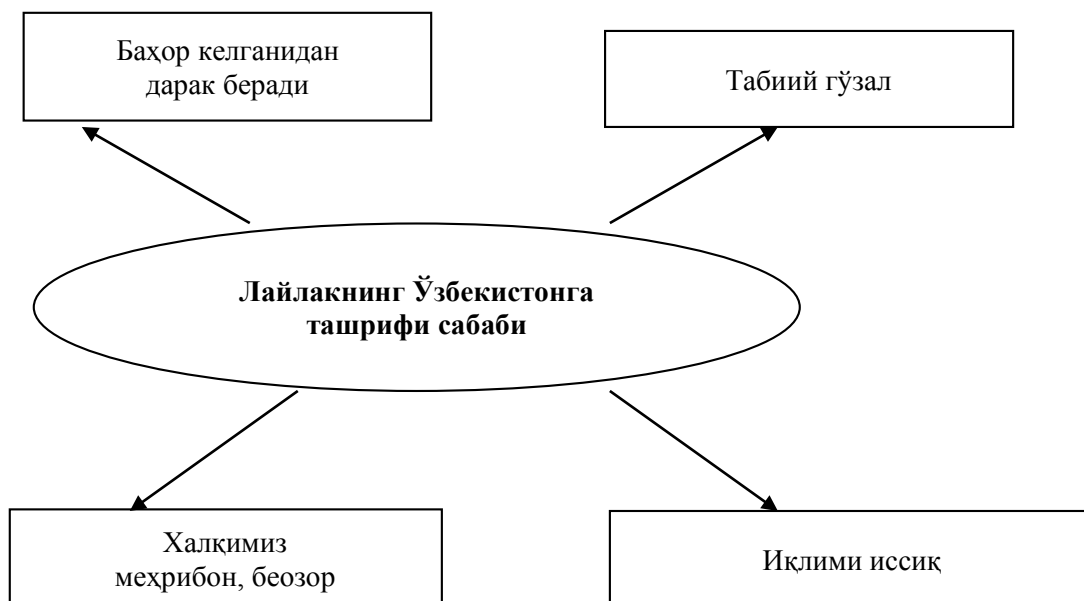 Баҳор келганидан
дарак беради
Табиий гўзал
Лайлакнинг Ўзбекистонга
ташрифи сабаби
Халқимиз
меҳрибон, беозор
Иқлими иссиқ